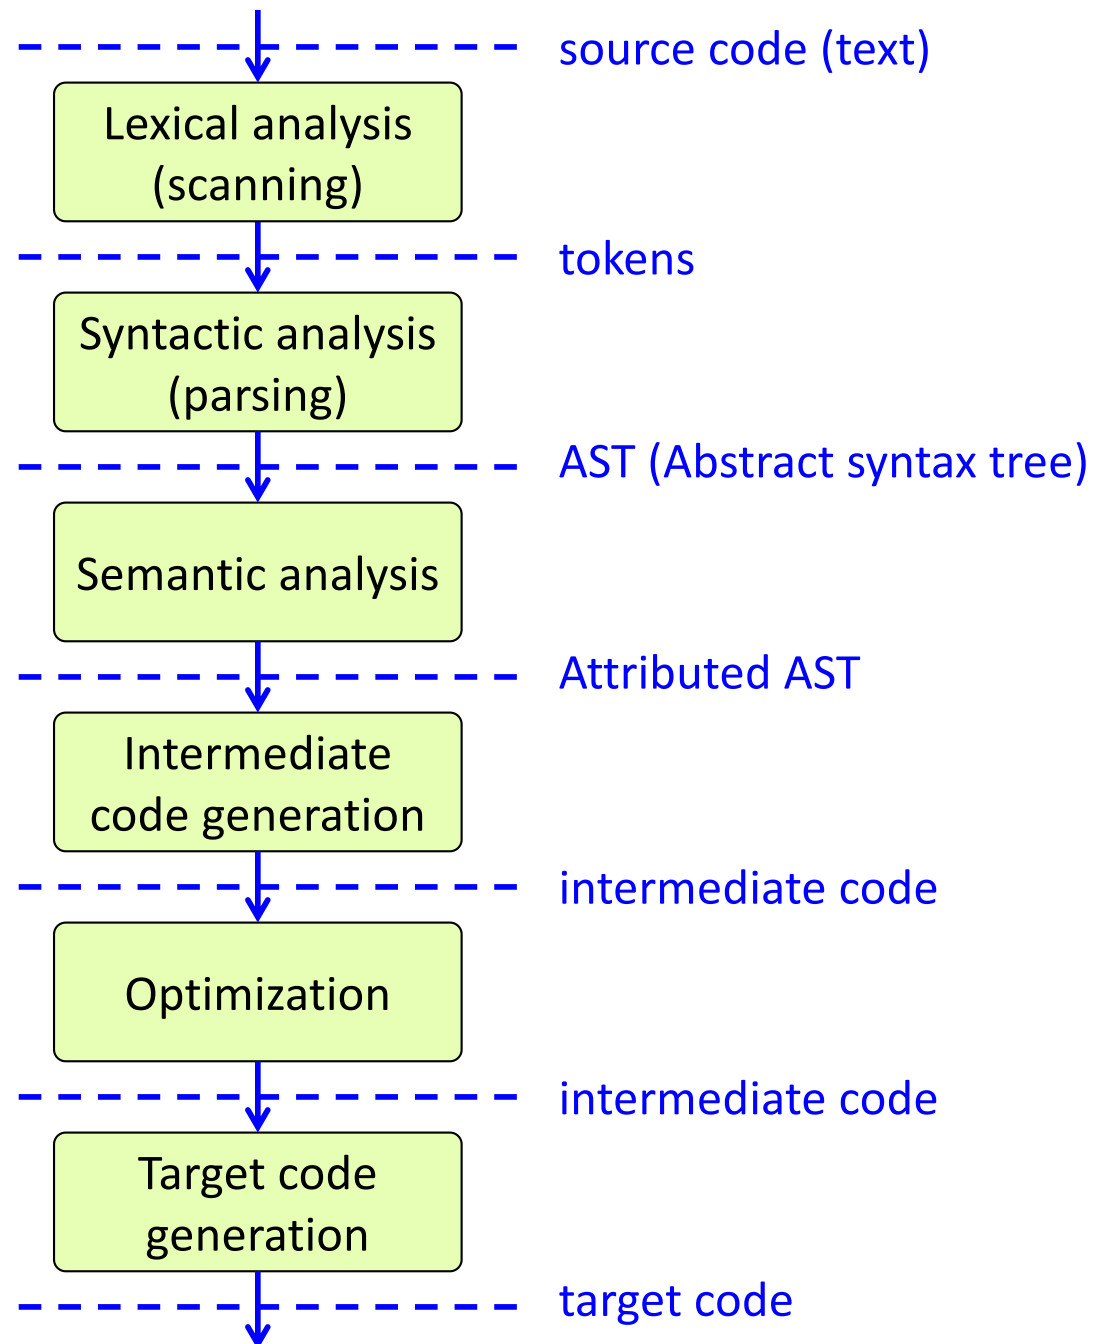 source code (text)
Lexical analysis
(scanning)
tokens
Syntactic analysis
(parsing)
AST (Abstract syntax tree)
Semantic analysis
Attributed AST
Intermediate
code generation
intermediate code
Optimization
intermediate code
Target code
generation
target code